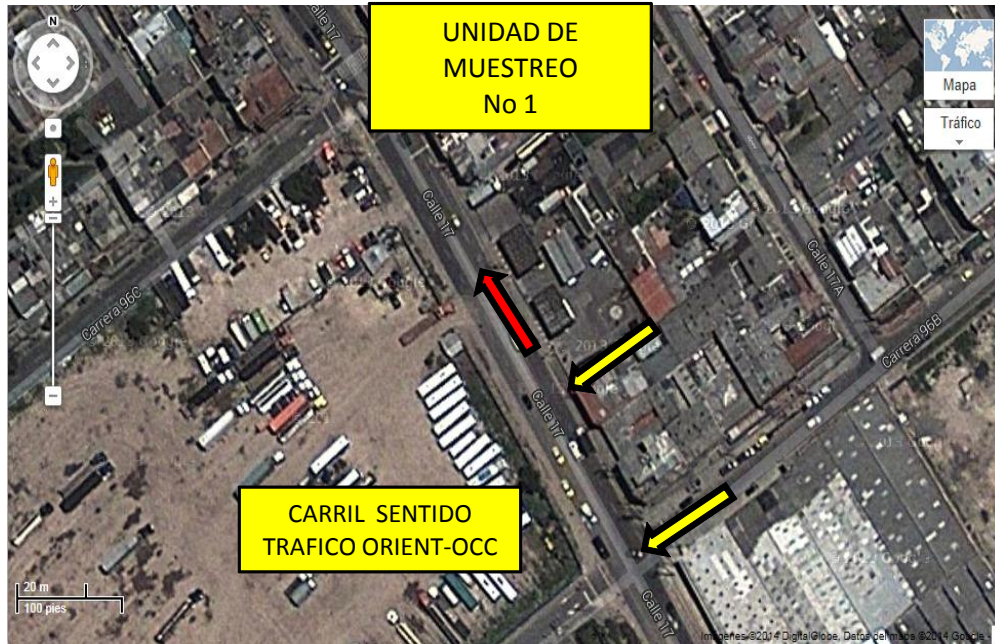 N
UNIDAD DE
MUESTREO
No 1
Mapa
Tráfico
Calle 17
Calle 17
Carrera 96C
Calle 17A
Carrera 96B
Calle 17
CARRIL SENTIDO
TRAFICO ORIENT-OCC
Calle 17
20 m
100 pies
Imágenes ©2014 DigitalGlobe, Datos del mapa ©2014 Google